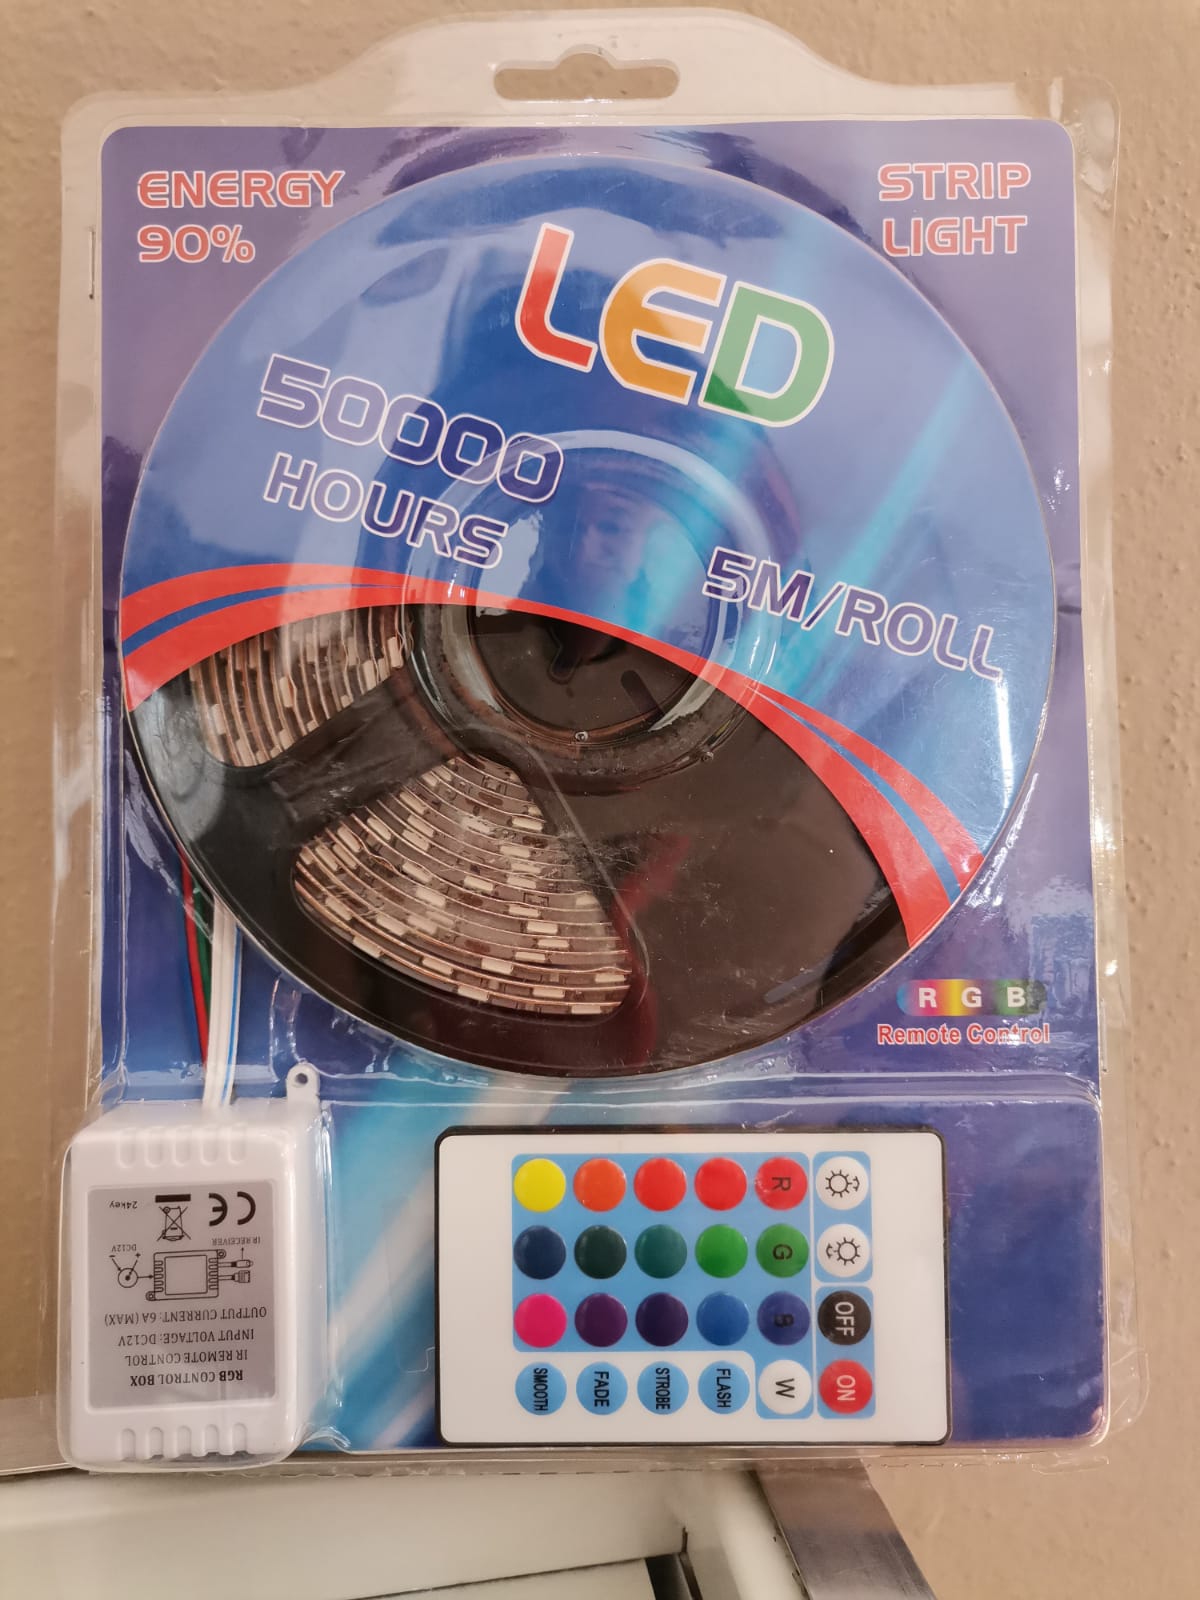 ENERGY
90%
STRIP
LIGHT
LED
50000
HOURS
5M/ROLL
R G B
Remote Control
RGB CONTROL BOX
IR REMOTE CONTROL
INPUT VOLTAGE: DC12V
OUTPUT CURRENT: 6A (MAX)
DC12V
IR RECEIVER
CE
24key
R
G
B
W
OFF
ON
FLASH
STROBE
FADE
SMOOTH